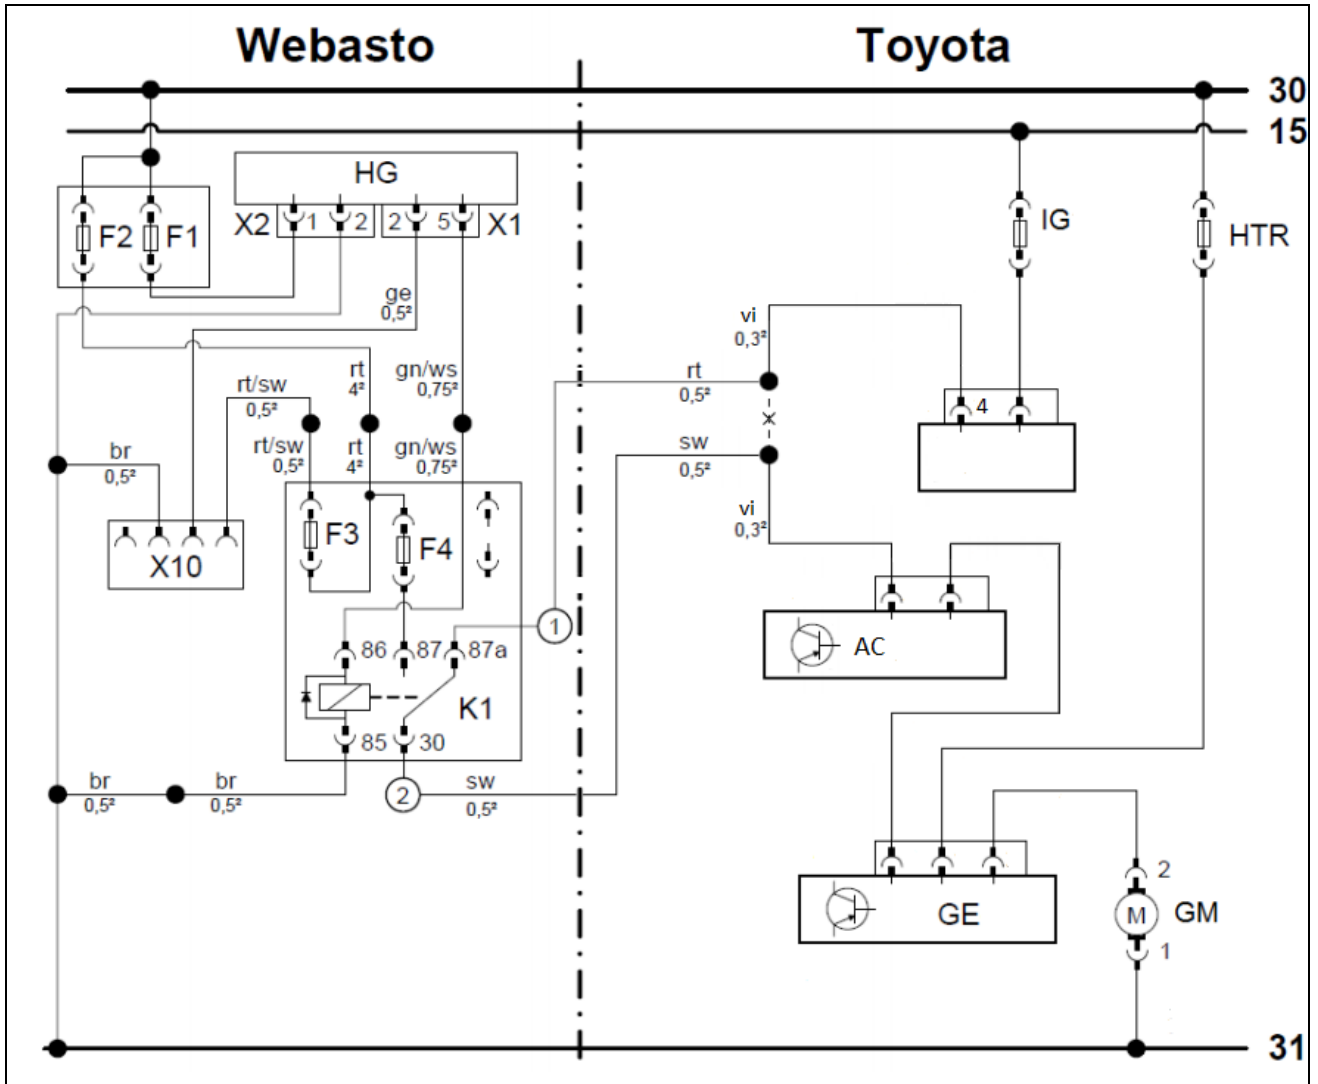 Webasto
Toyota
30
15
HG
X2
1
2
2
5
X1
F2
F1
IG
HTR
ge
0,5²
vi
0,3²
rt/sw
0,5²
rt
4²
gn/ws
0,75²
rt
0,5²
4
rt/sw
0,5²
rt
4²
gn/ws
0,75²
sw
0,5²
br
0,5²
vi
0,3²
F3
F4
X10
1
AC
86
87
87a
K1
85
30
br
0,5²
br
0,5²
2
sw
0,5²
GE
2
M
GM
1
31